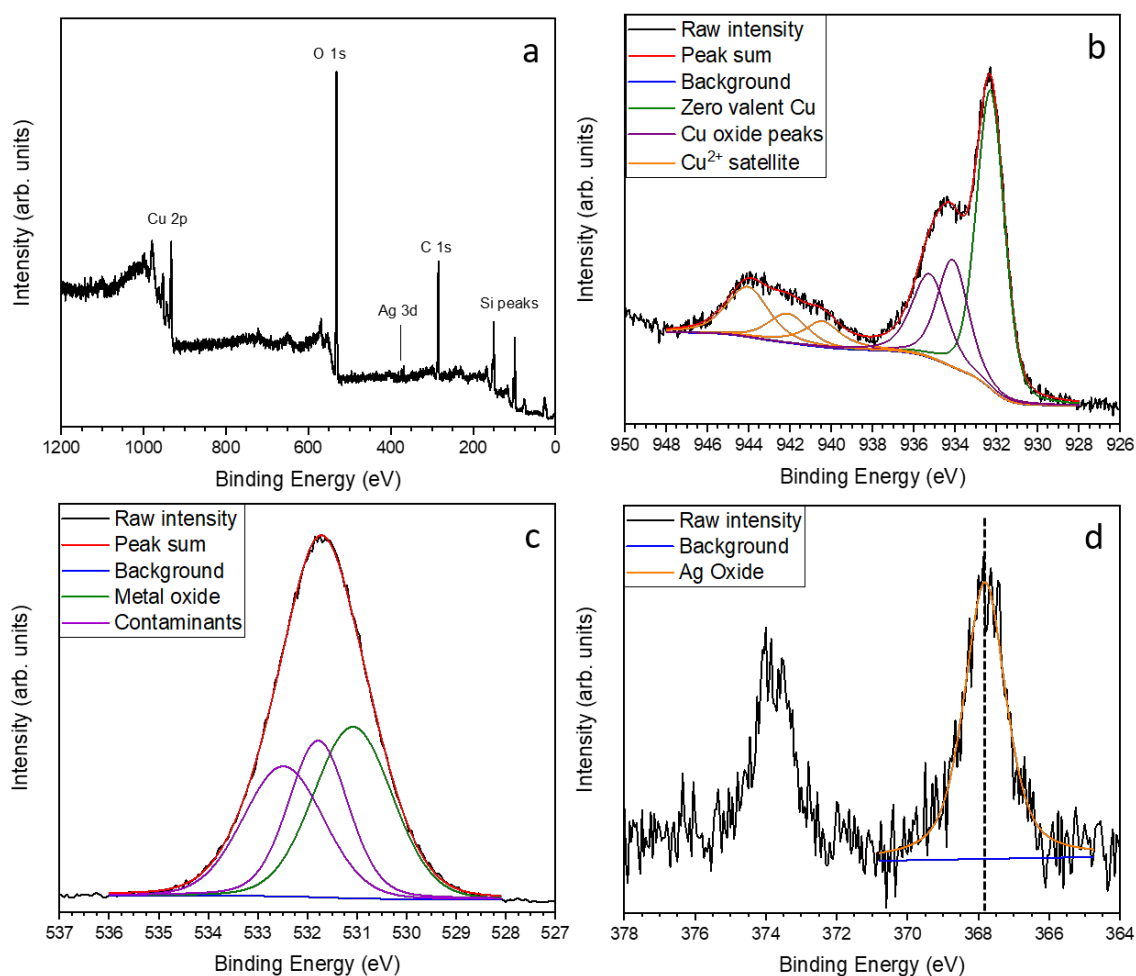 a
O 1s
Cu 2p
C 1s
Ag 3d
Si peaks
Intensity (arb. units)
1200 1000 800 600 400 200 0
Binding Energy (eV)
b
Raw intensity
Peak sum
Background
Zero valent Cu
Cu oxide peaks
Cu²⁺ satellite
Intensity (arb. units)
950 948 946 944 942 940 938 936 934 932 930 928 926
Binding Energy (eV)
c
Raw intensity
Peak sum
Background
Metal oxide
Contaminants
Intensity (arb. units)
537 536 535 534 533 532 531 530 529 528 527
Binding Energy (eV)
d
Raw intensity
Background
Ag Oxide
Intensity (arb. units)
378 376 374 372 370 368 366 364
Binding Energy (eV)